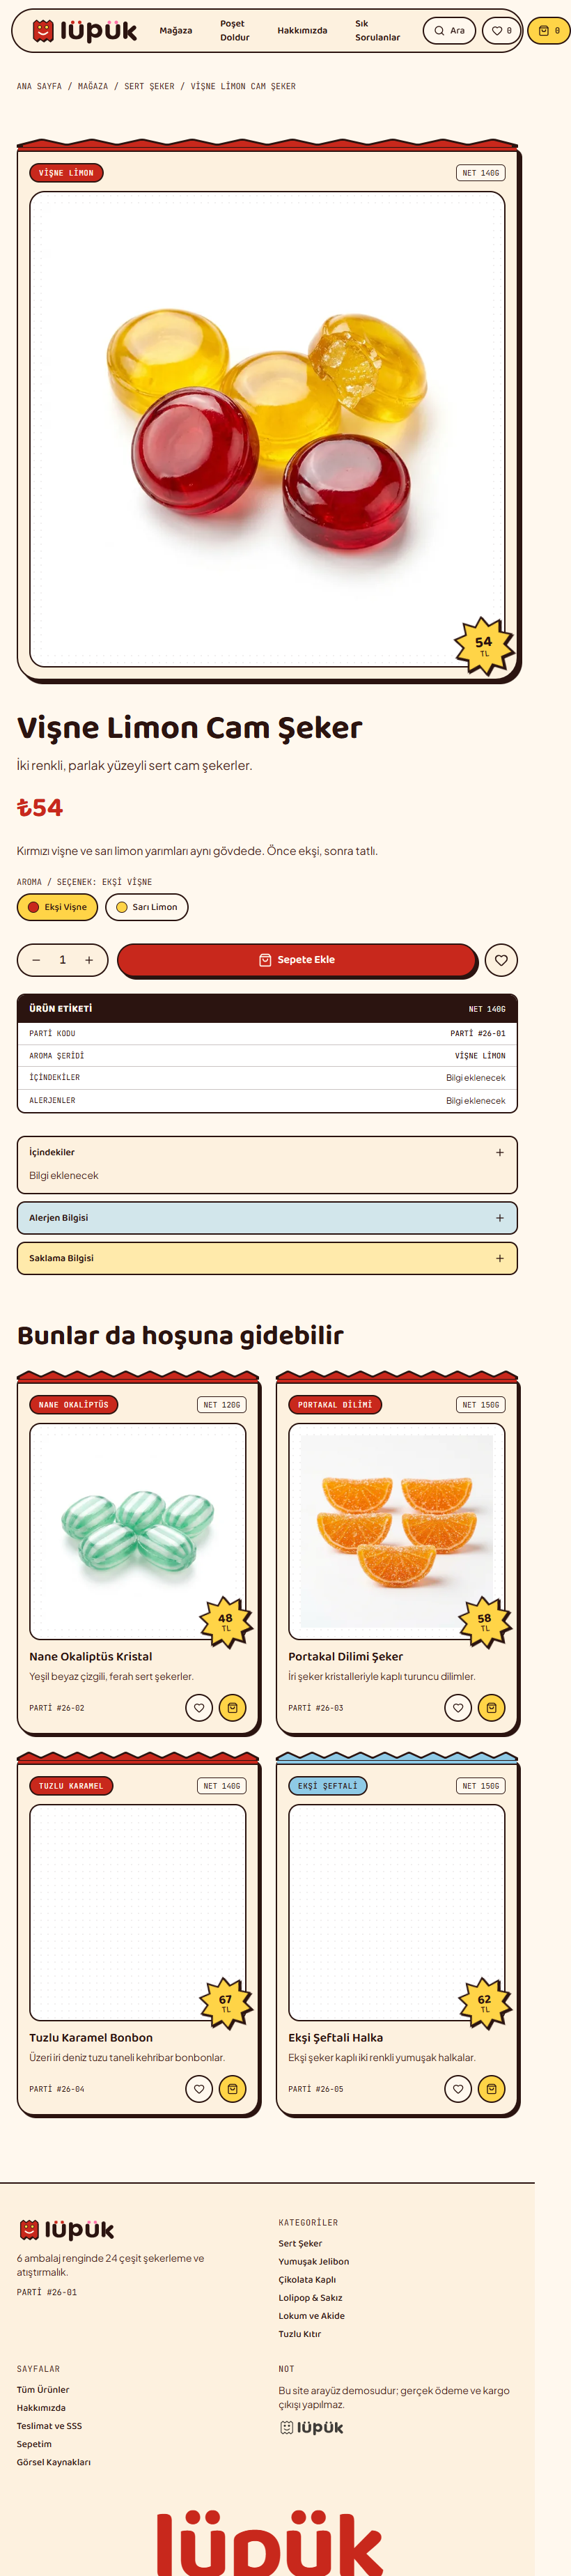 lüpük
Mağaza
Poşet
Doldur
Hakkımızda
Sık
Sorulanlar
Ara
0
0
ANA SAYFA / MAĞAZA / SERT ŞEKER / VİŞNE LİMON CAM ŞEKER
VİŞNE LİMON
NET 140G
54
TL
Vişne Limon Cam Şeker
İki renkli, parlak yüzeyli sert cam şekerler.
₺54
Kırmızı vişne ve sarı limon yarımları aynı gövdede. Önce ekşi, sonra tatlı.
AROMA / SEÇENEK: EKŞİ VİŞNE
Ekşi Vişne
Sarı Limon
1
Sepete Ekle
ÜRÜN ETİKETİ
NET 140G
PARTİ KODU
PARTİ #26-01
AROMA ŞERİDİ
VİŞNE LİMON
İÇİNDEKİLER
Bilgi eklenecek
ALERJENLER
Bilgi eklenecek
İçindekiler
Bilgi eklenecek
Alerjen Bilgisi
Saklama Bilgisi
Bunlar da hoşuna gidebilir
NANE OKALİPTÜS
NET 120G
48
TL
Nane Okaliptüs Kristal
Yeşil beyaz çizgili, ferah sert şekerler.
PARTİ #26-02
PORTAKAL DİLİMİ
NET 150G
58
TL
Portakal Dilimi Şeker
İri şeker kristalleriyle kaplı turuncu dilimler.
PARTİ #26-03
TUZLU KARAMEL
NET 140G
67
TL
Tuzlu Karamel Bonbon
Üzeri iri deniz tuzu taneli kehribar bonbonlar.
PARTİ #26-04
EKŞİ ŞEFTALİ
NET 150G
62
TL
Ekşi Şeftali Halka
Ekşi şeker kaplı iki renkli yumuşak halkalar.
PARTİ #26-05
lüpük
6 ambalaj renginde 24 çeşit şekerleme ve
atıştırmalık.
PARTİ #26-01
KATEGORİLER
Sert Şeker
Yumuşak Jelibon
Çikolata Kaplı
Lolipop & Sakız
Lokum ve Akide
Tuzlu Kıtır
SAYFALAR
Tüm Ürünler
Hakkımızda
Teslimat ve SSS
Sepetim
Görsel Kaynakları
NOT
Bu site arayüz demosudur; gerçek ödeme ve kargo
çıkışı yapılmaz.
lüpük
lüpük